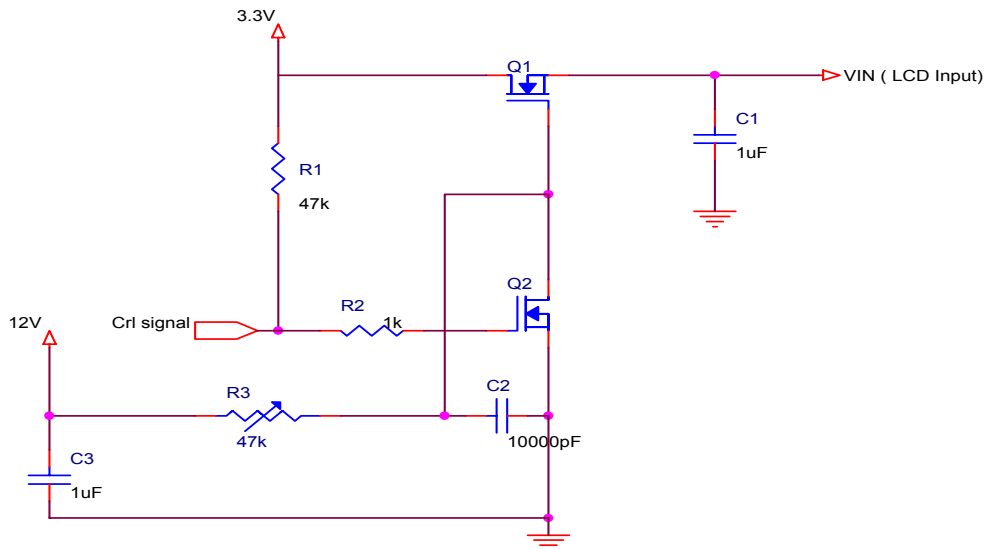 3.3V
Q1
VIN ( LCD Input)
C1
1uF
R1
47k
Q2
R2
1k
12V
Crl signal
R3
47k
C2
10000pF
C3
1uF